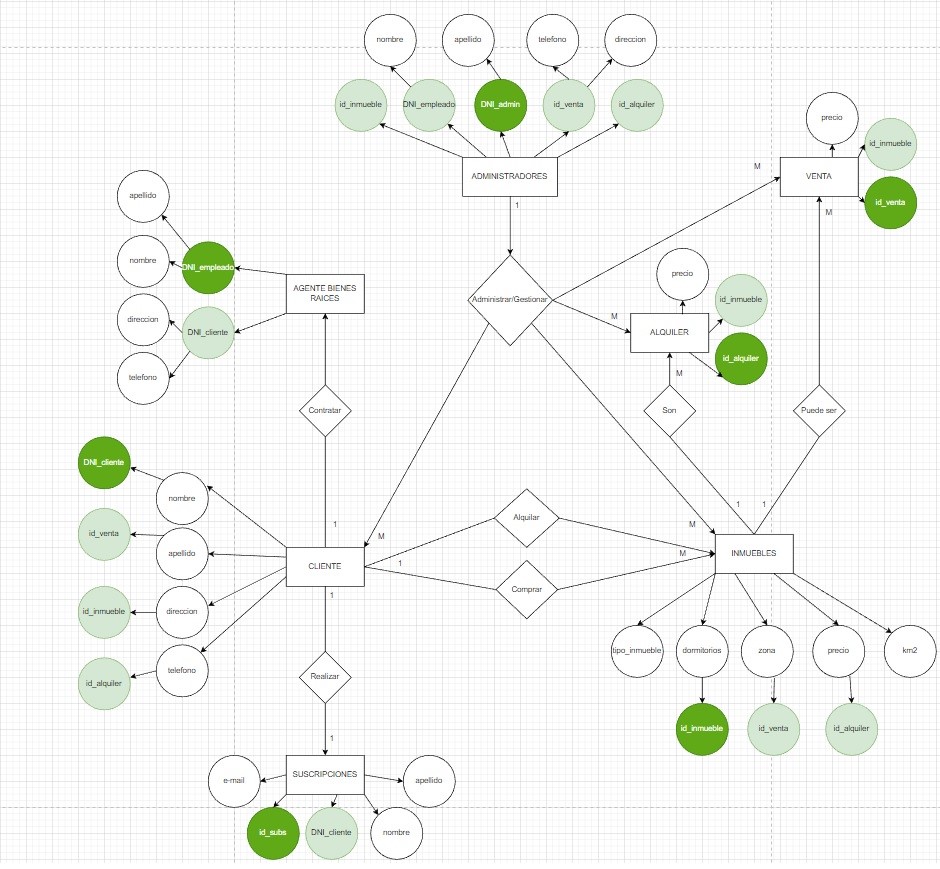 nombre
apellido
telefono
direccion
id_inmueble
DNI_empleado
DNI_admin
id_venta
id_alquiler
ADMINISTRADORES
1
precio
id_inmueble
VENTA
id_venta
M
M
apellido
nombre
DNI_empleado
direccion
DNI_cliente
telefono
AGENTE BIENES
RAICES
Administrar/Gestionar
precio
id_inmueble
M
ALQUILER
id_alquiler
M
Contratar
Son
Puede ser
DNI_cliente
nombre
id_venta
apellido
1
M
CLIENTE
1
1
id_inmueble
direccion
id_alquiler
telefono
Alquilar
Comprar
1
1
M
M
INMUEBLES
tipo_inmueble
dormitorios
zona
precio
km2
id_inmueble
id_venta
id_alquiler
Realizar
1
SUSCRIPCIONES
e-mail
apellido
id_subs
DNI_cliente
nombre